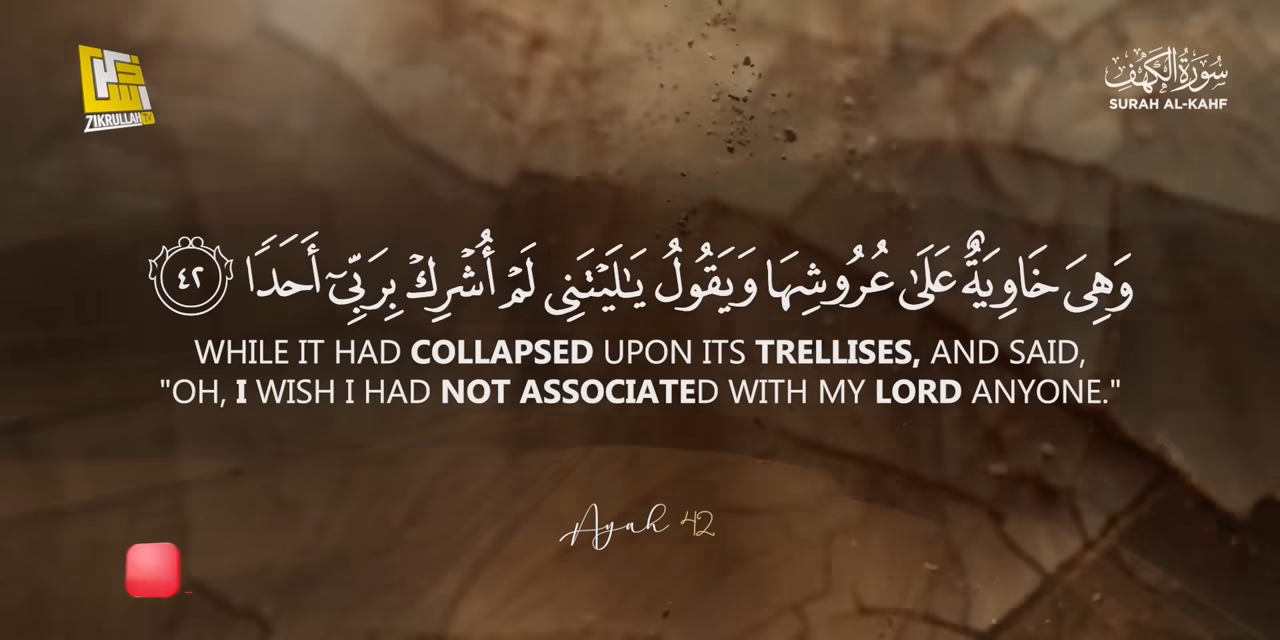 ZIKRULLAH TV
سُورَةُ الْكَهْفِ
SURAH AL-KAHF
وَهِىَ خَاوِيَةٌ عَلَىٰ عُرُوشِهَا وَيَقُولُ يَـٰلَيْتَنِى لَمْ أُشْرِكْ بِرَبِّىٓ أَحَدًا ٤٢
WHILE IT HAD COLLAPSED UPON ITS TRELLISES, AND SAID,
"OH, I WISH I HAD NOT ASSOCIATED WITH MY LORD ANYONE."
Ayah 42